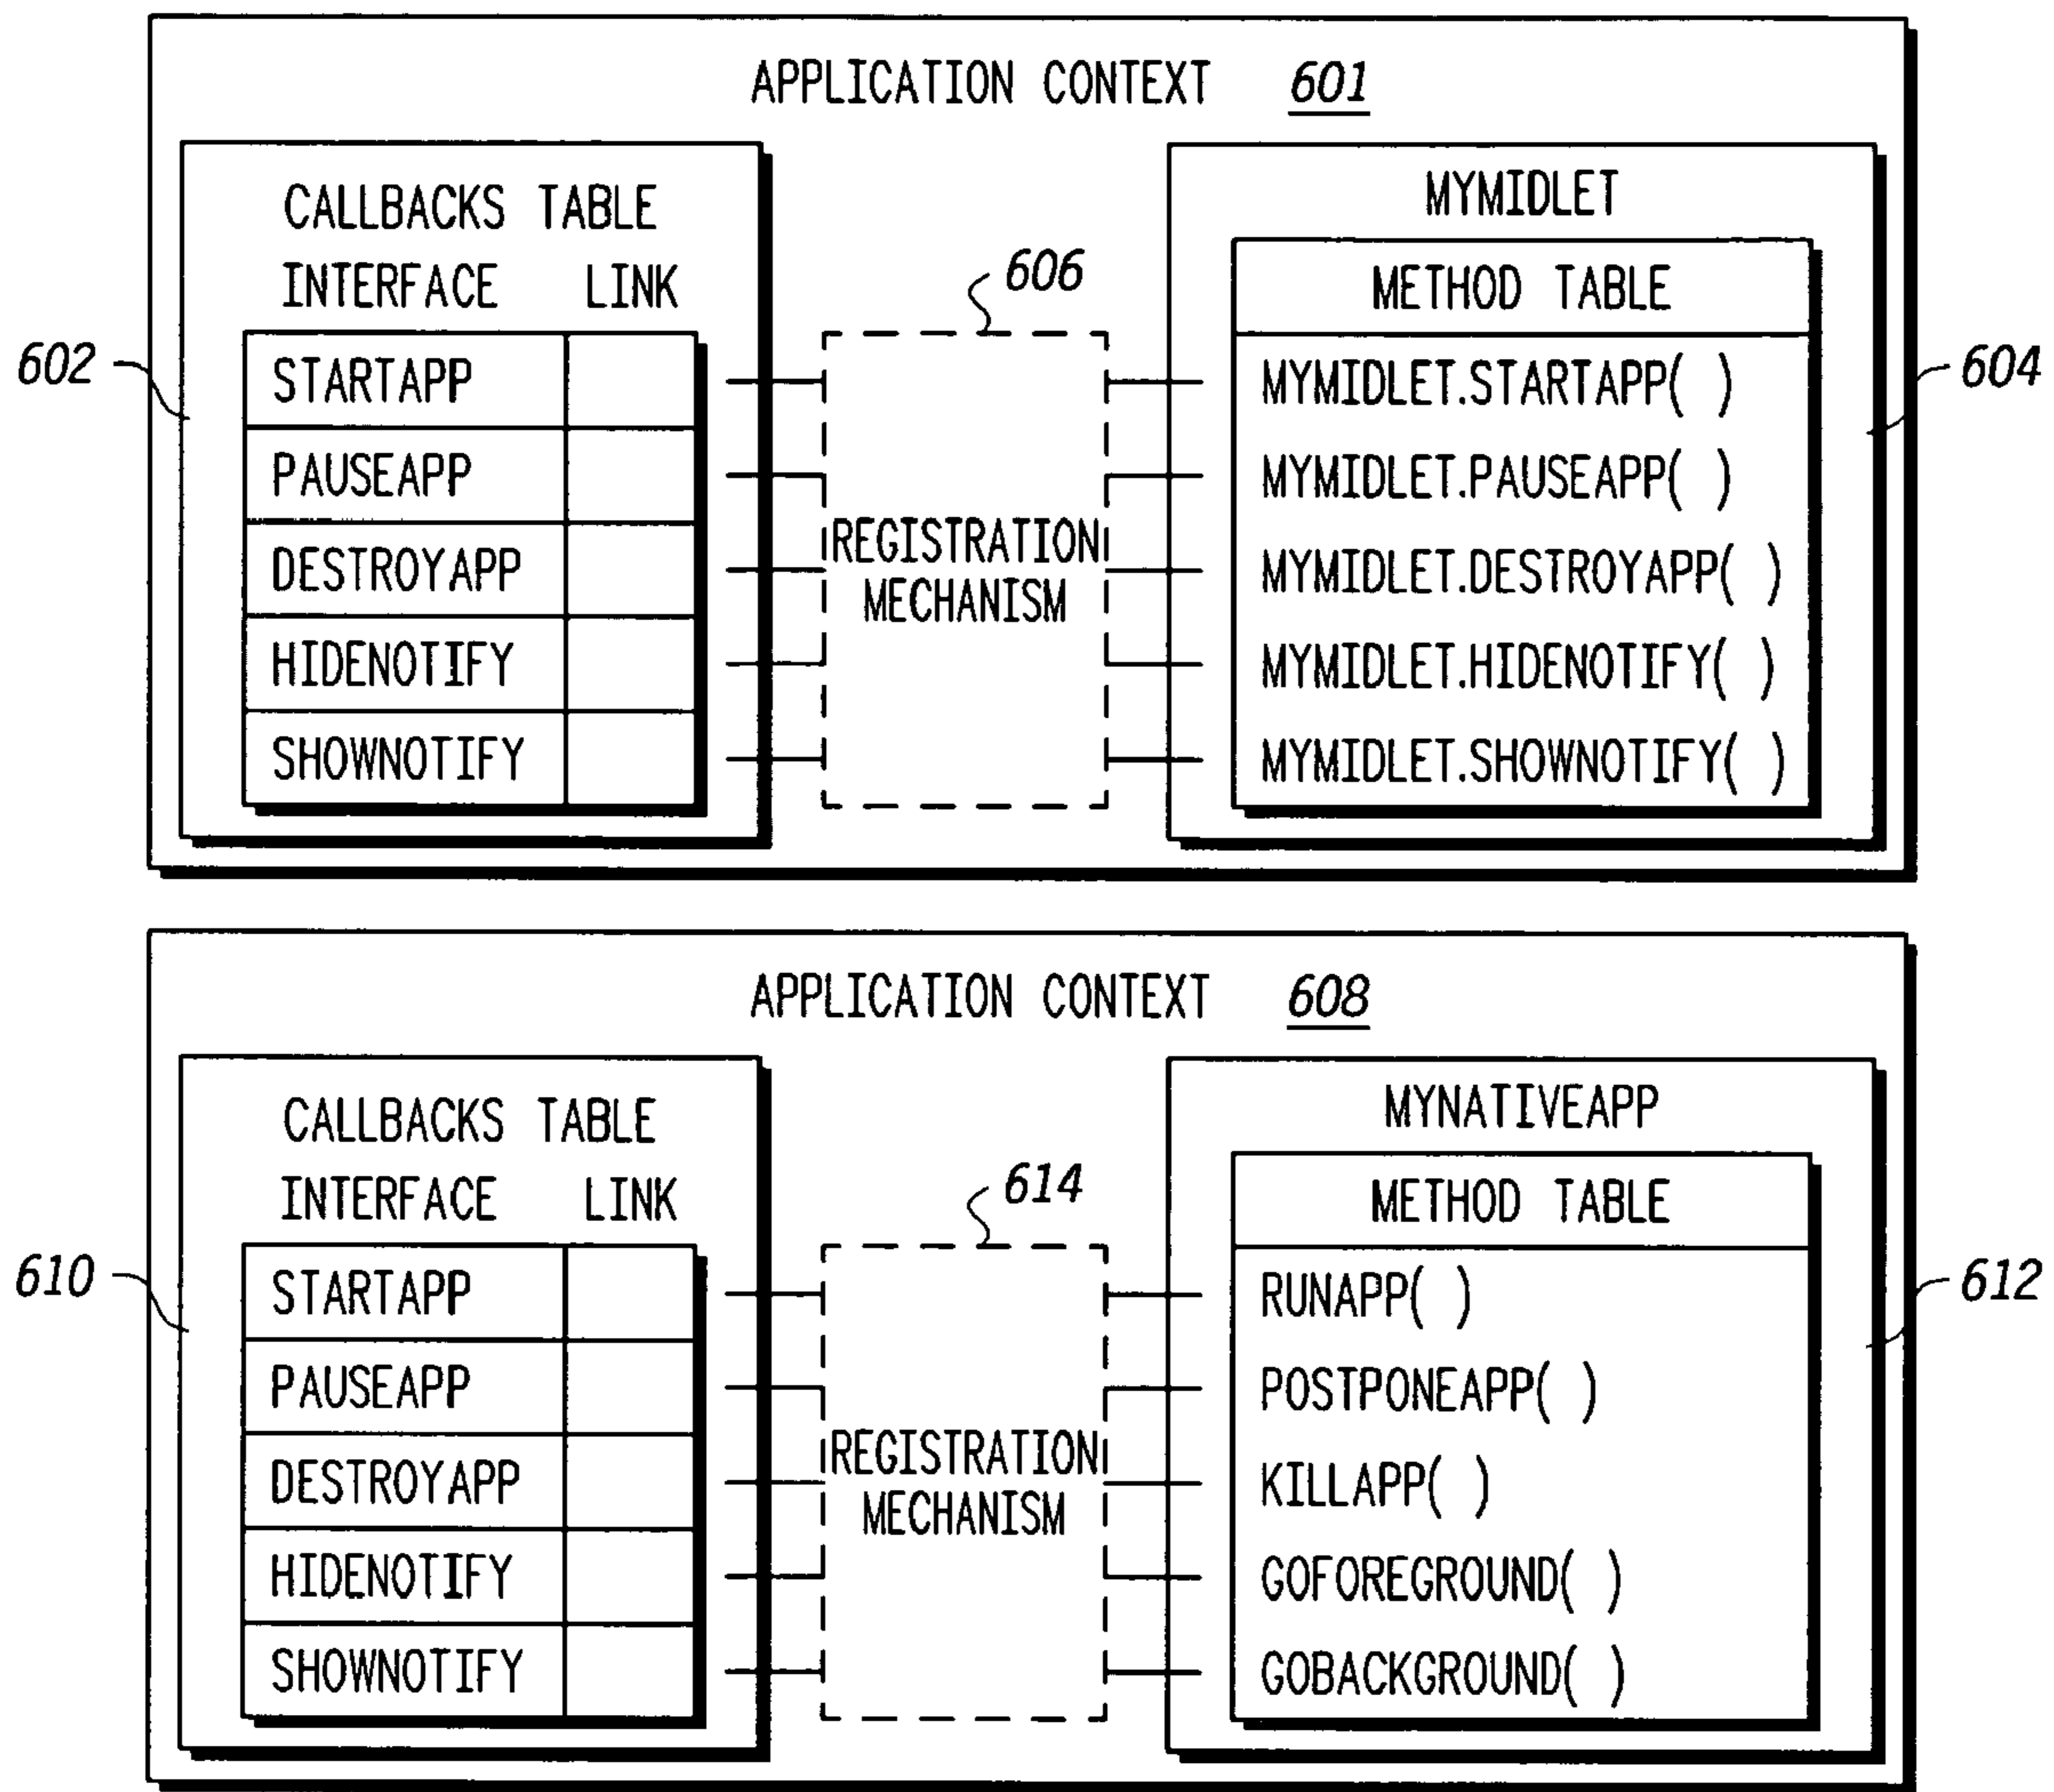 APPLICATION CONTEXT 601
CALLBACKS TABLE
INTERFACE LINK
602
STARTAPP
PAUSEAPP
DESTROYAPP
HIDENOTIFY
SHOWNOTIFY
606
REGISTRATION
MECHANISM
MYMIDLET
METHOD TABLE
MYMIDLET.STARTAPP( )
MYMIDLET.PAUSEAPP( )
MYMIDLET.DESTROYAPP( )
MYMIDLET.HIDENOTIFY( )
MYMIDLET.SHOWNOTIFY( )
604
APPLICATION CONTEXT 608
CALLBACKS TABLE
INTERFACE LINK
610
STARTAPP
PAUSEAPP
DESTROYAPP
HIDENOTIFY
SHOWNOTIFY
614
REGISTRATION
MECHANISM
MYNATIVEAPP
METHOD TABLE
RUNAPP( )
POSTPONEAPP( )
KILLAPP( )
GOFOREGROUND( )
GOBACKGROUND( )
612